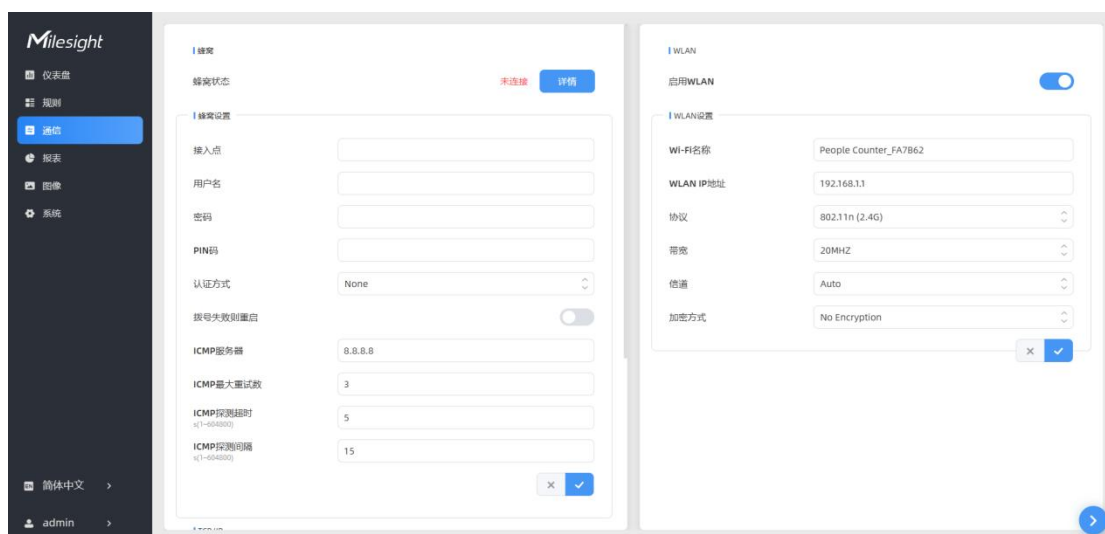 Milesight
仪表盘
规则
通信
报表
图像
系统
简体中文
admin
蜂窝
蜂窝状态
未连接
详情
蜂窝设置
接入点
用户名
密码
PIN码
认证方式
None
拨号失败则重启
ICMP服务器
8.8.8.8
ICMP最大重试数
3
ICMP探测超时
s(1~604800)
5
ICMP探测间隔
s(1~604800)
15
WLAN
启用WLAN
WLAN设置
Wi-Fi名称
People Counter_FA7B62
WLAN IP地址
192.168.1.1
协议
802.11n (2.4G)
带宽
20MHZ
信道
Auto
加密方式
No Encryption